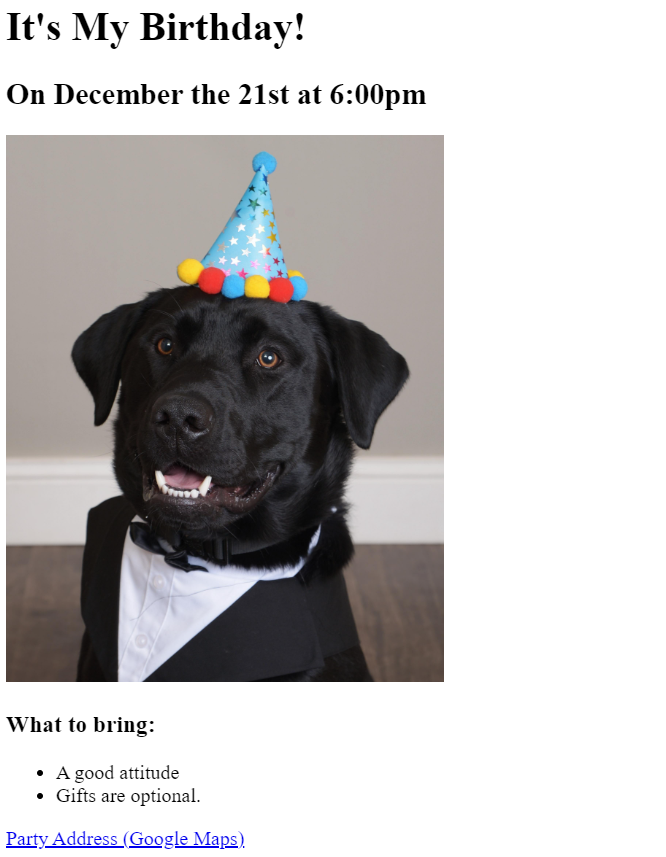 It's My Birthday!
On December the 21st at 6:00pm
What to bring:
A good attitude
Gifts are optional.
Party Address (Google Maps)